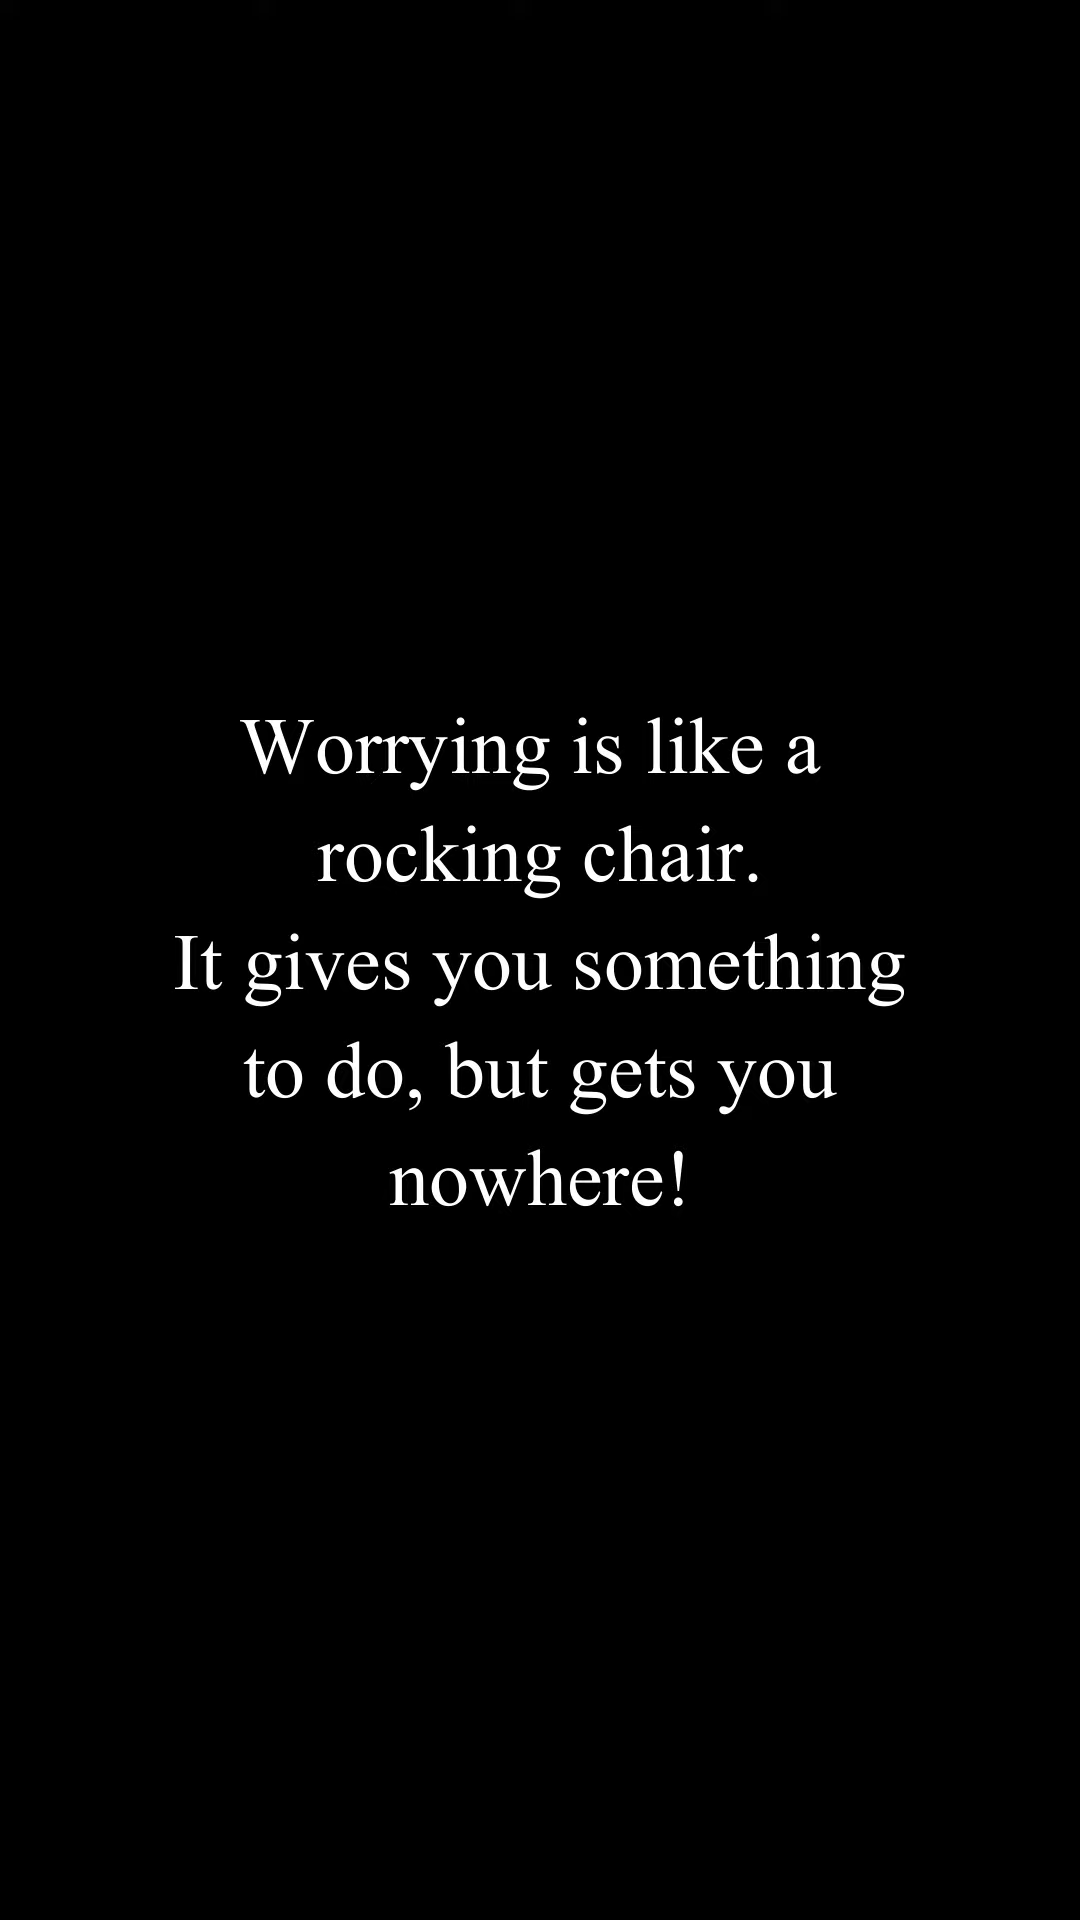 Worrying is like a
rocking chair.
It gives you something
to do, but gets you
nowhere!